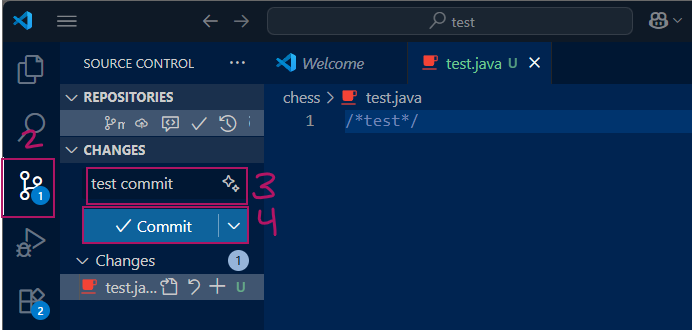 test
SOURCE CONTROL ...
Welcome
test.java U
REPOSITORIES
chess > test.java
1 /*test*/
2
CHANGES
1
test commit
3
Commit
4
Changes 1
test.ja... U
2